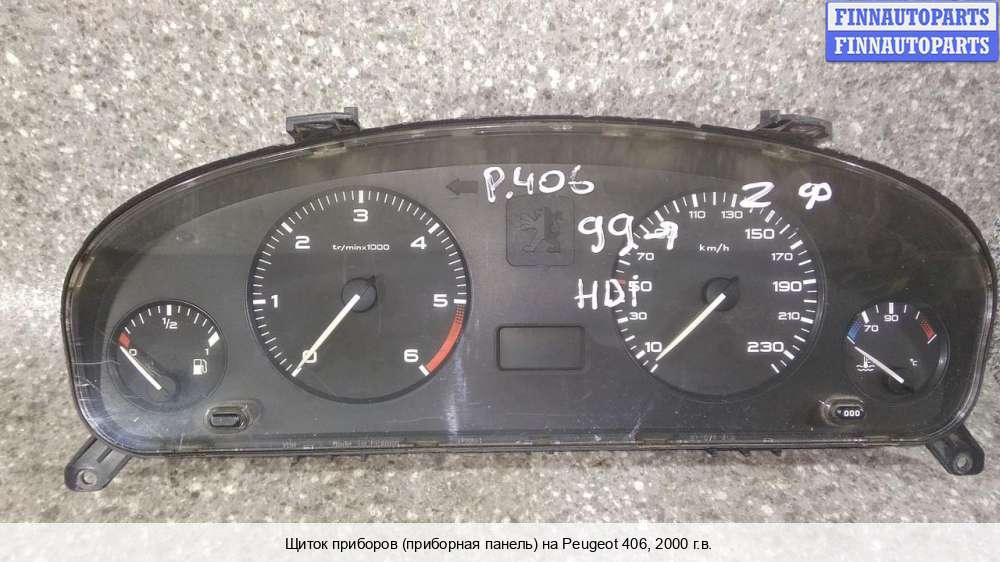 FINNAUTOPARTS
FINNAUTOPARTS
P.406
2 ф
99→
HDi
0 1 2 3 4 5 6
tr/minx1000
10 30 50 70 110 130 150 170 190 210 230
km/h
0 1/2 1
70 90
°C
000
Щиток приборов (приборная панель) на Peugeot 406, 2000 г.в.